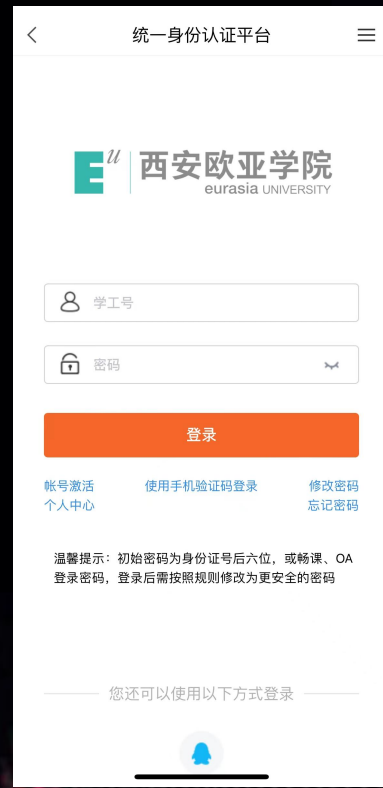 统一身份认证平台
Eu 西安欧亚学院
eurasia UNIVERSITY
学工号
密码
登录
帐号激活 使用手机验证码登录 修改密码
个人中心 忘记密码
温馨提示：初始密码为身份证号后六位，或畅课、OA
登录密码，登录后需按照规则修改为更安全的密码
您还可以使用以下方式登录